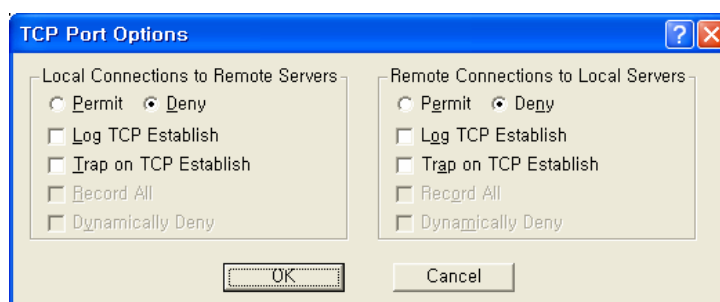 TCP Port Options
Local Connections to Remote Servers
Permit Deny
Log TCP Establish
Trap on TCP Establish
Record All
Dynamically Deny
Remote Connections to Local Servers
Permit Deny
Log TCP Establish
Trap on TCP Establish
Record All
Dynamically Deny
OK Cancel